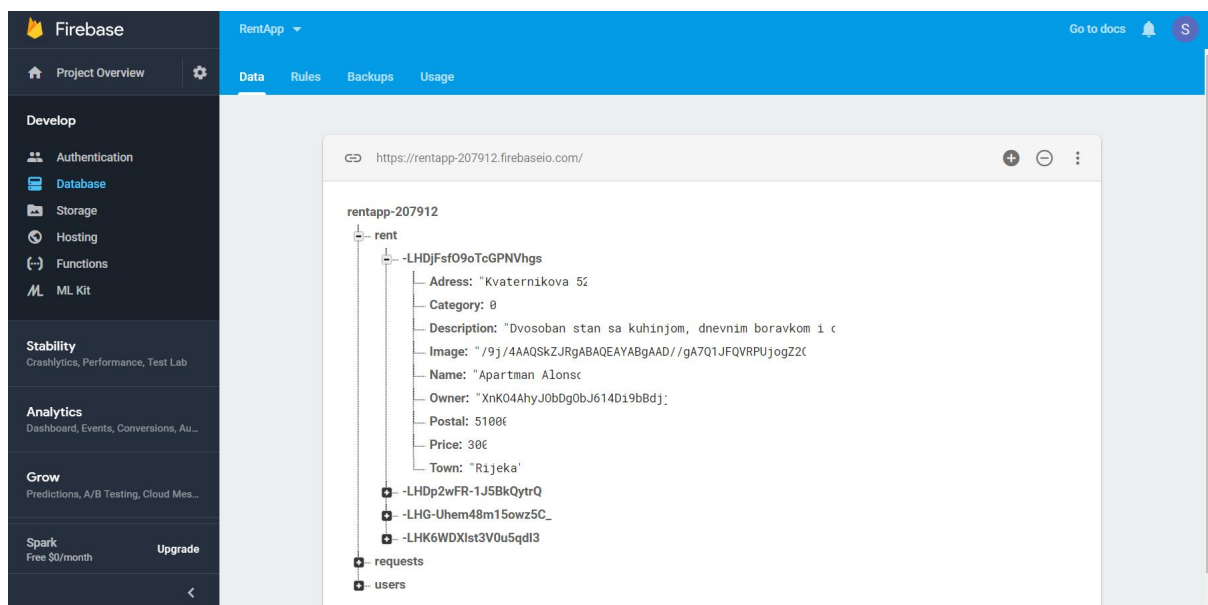 Firebase
RentApp
Go to docs
S
Project Overview
Data Rules Backups Usage
Develop
Authentication
Database
Storage
Hosting
Functions
ML Kit
Stability
Crashlytics, Performance, Test Lab
Analytics
Dashboard, Events, Conversions, Au...
Grow
Predictions, A/B Testing, Cloud Mes...
Spark
Free $0/month
Upgrade
https://rentapp-207912.firebaseio.com/
rentapp-207912
rent
-LHDjFsfO9oTcGPNVhgs
Adress: "Kvaternikova 52
Category: 0
Description: "Dvosoban stan sa kuhinjom, dnevnim boravkom i
Image: "/9j/4AAQSkZJRgABAQEAYABgAAD//gA7Q1JFQVRPUjogZ2
Name: "Apartman Alonso
Owner: "XnKO4AhyJObDgObJ614Di9bBdj
Postal: 51000
Price: 300
Town: "Rijeka"
-LHDp2wFR-1J5BkQytrQ
-LHG-Uhem48m15owz5C_
-LHK6WDXlst3V0u5qdI3
requests
users